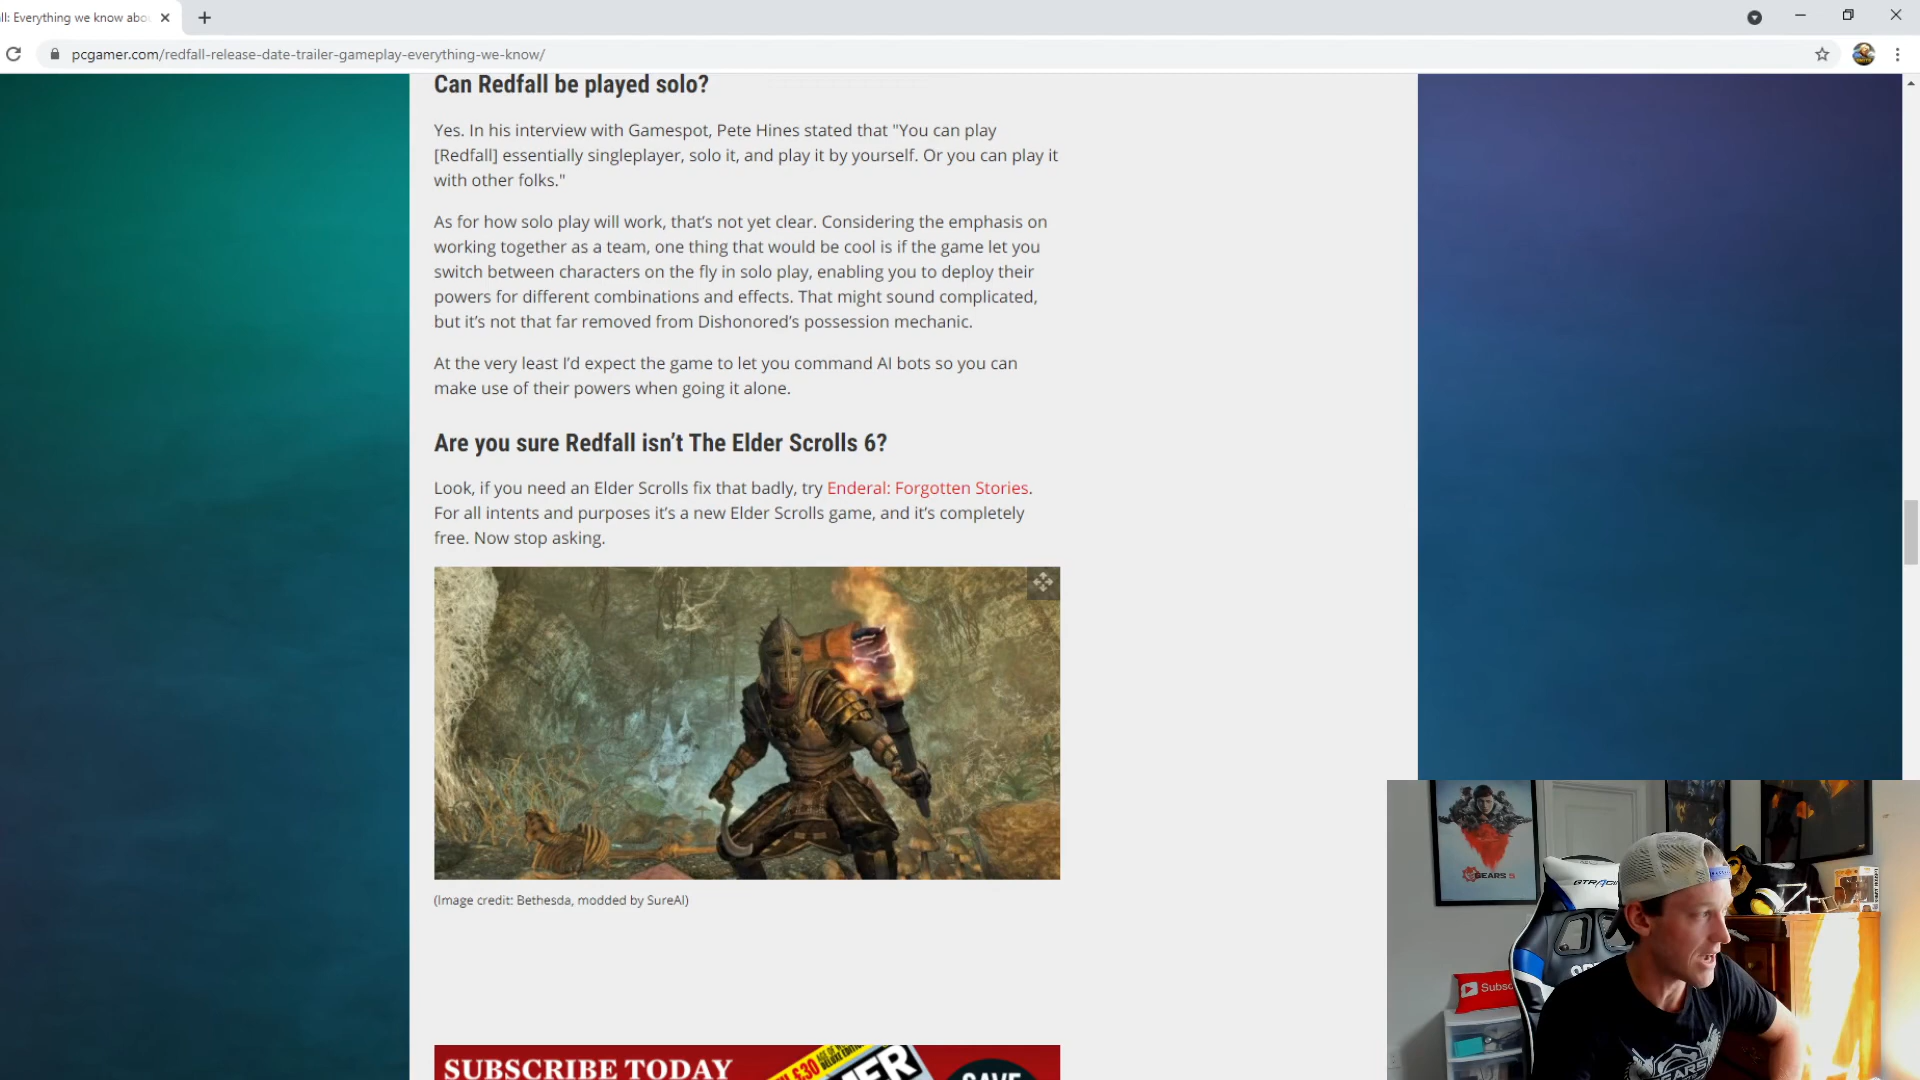 ll: Everything we know abo
pcgamer.com/redfall-release-date-trailer-gameplay-everything-we-know/
Can Redfall be played solo?
Yes. In his interview with Gamespot, Pete Hines stated that "You can play
[Redfall] essentially singleplayer, solo it, and play it by yourself. Or you can play it
with other folks."
As for how solo play will work, that’s not yet clear. Considering the emphasis on
working together as a team, one thing that would be cool is if the game let you
switch between characters on the fly in solo play, enabling you to deploy their
powers for different combinations and effects. That might sound complicated,
but it’s not that far removed from Dishonored’s possession mechanic.
At the very least I’d expect the game to let you command AI bots so you can
make use of their powers when going it alone.
Are you sure Redfall isn’t The Elder Scrolls 6?
Look, if you need an Elder Scrolls fix that badly, try Enderal: Forgotten Stories.
For all intents and purposes it’s a new Elder Scrolls game, and it’s completely
free. Now stop asking.
(Image credit: Bethesda, modded by SureAI)
SUBSCRIBE TODAY
SAVE
GEARS 5
GTRACING
Subsc
GEARS